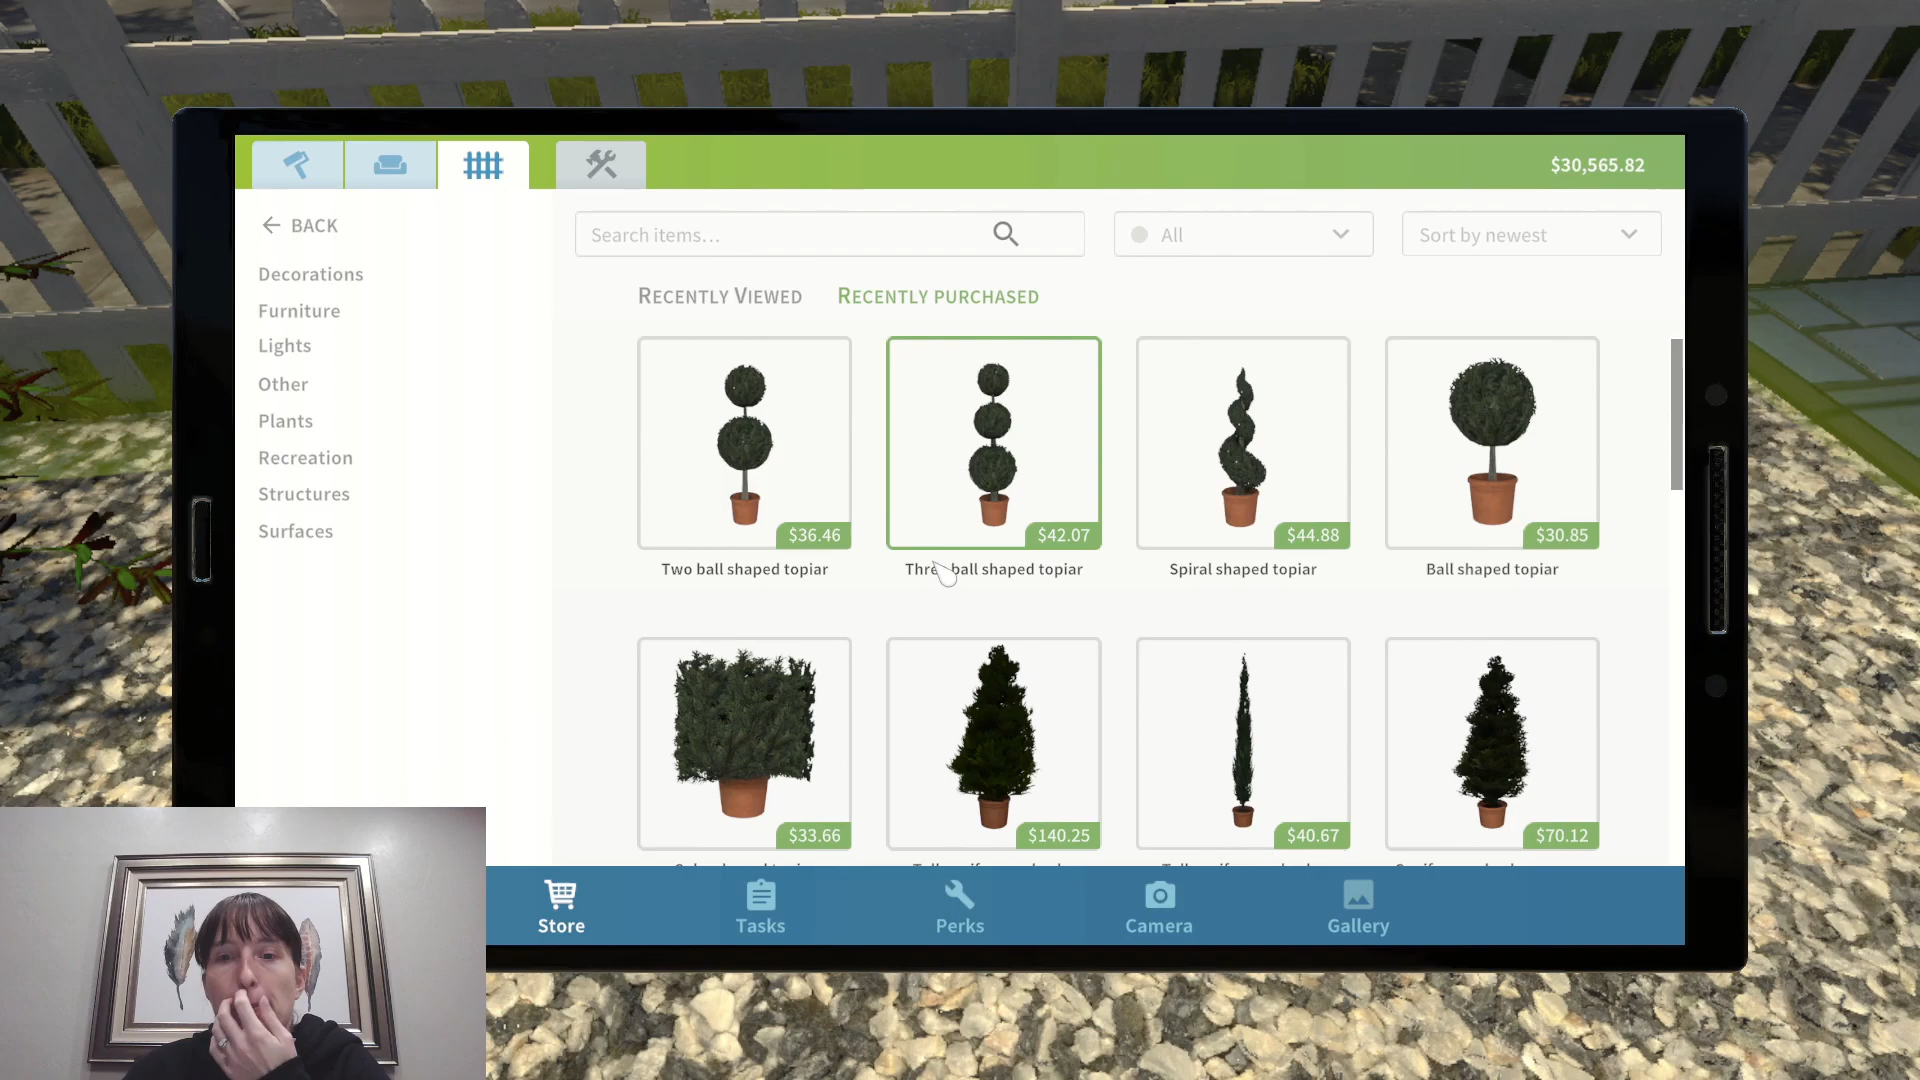 $30,565.82
BACK
Search items...
All
Sort by newest
Decorations
Furniture
Lights
Other
Plants
Recreation
Structures
Surfaces
RECENTLY VIEWED
RECENTLY PURCHASED
$36.46
$42.07
$44.88
$30.85
Two ball shaped topiar
Three ball shaped topiar
Spiral shaped topiar
Ball shaped topiar
$33.66
$140.25
$40.67
$70.12
Store
Tasks
Perks
Camera
Gallery